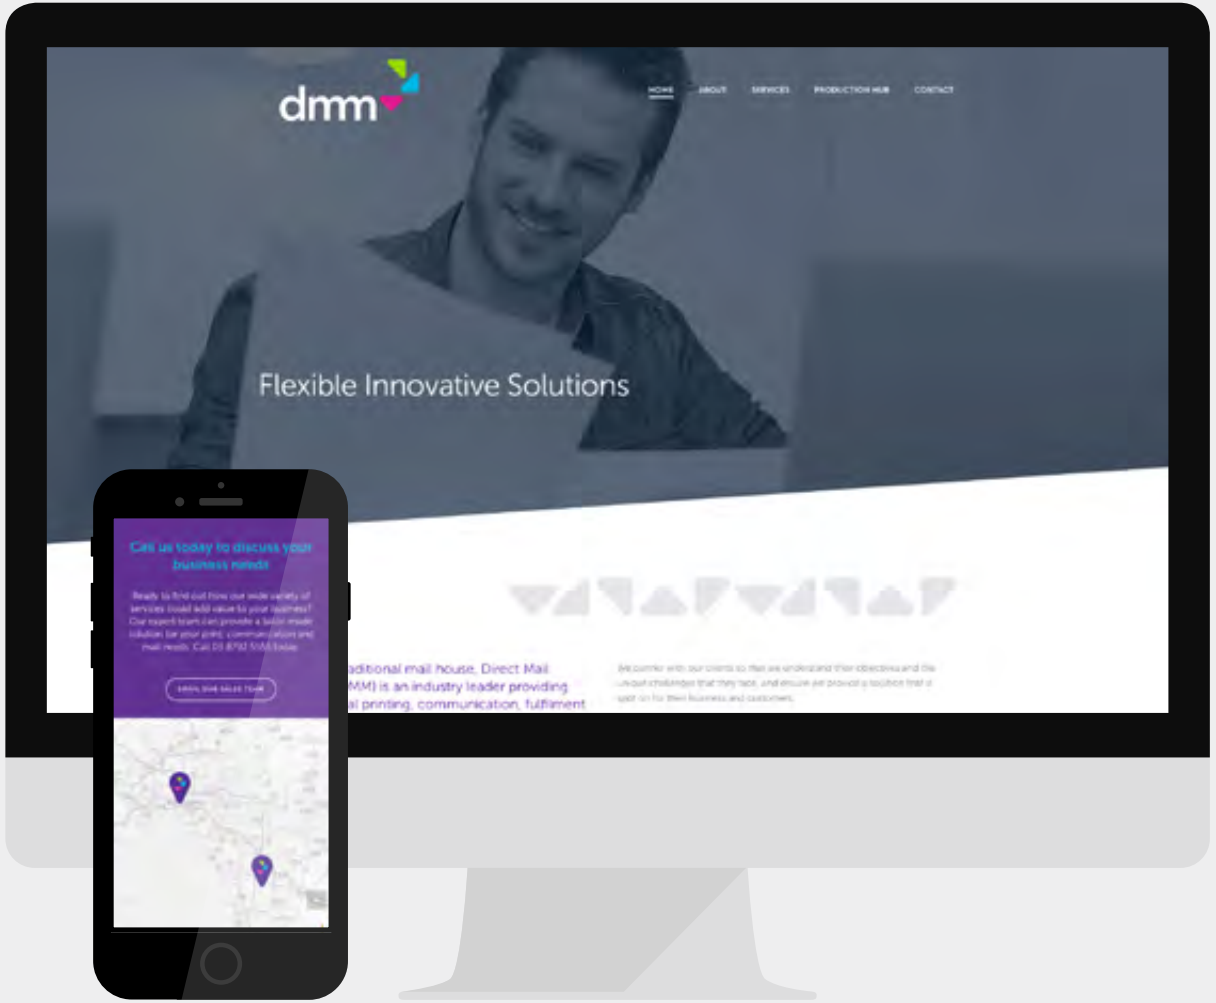 dmm
HOME ABOUT SERVICES PRODUCTION HUB CONTACT
Flexible Innovative Solutions
aditional mail house, Direct Mail
MM) is an industry leader providing
al printing, communication, fulfilment
We partner with our clients so that we understand their objectives and the
unique challenges that they face, and ensure we provide a solution that is
spot on for their business and customers.
Call us today to discuss your
business needs
Ready to find out how our wide variety of
services could add value to your business?
Our expert team can provide a tailor made
solution for your print, communication and
mail needs. Call 03 8792 today.
EMAIL OUR SALES TEAM